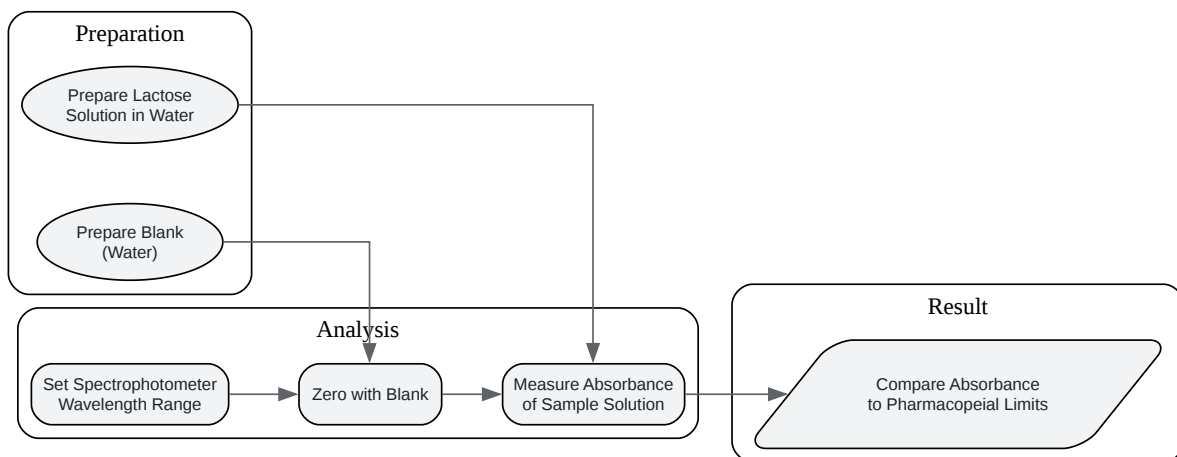 Preparation
Prepare Lactose
Solution in Water
Prepare Blank
(Water)
Analysis
Set Spectrophotometer
Wavelength Range
Zero with Blank
Measure Absorbance
of Sample Solution
Result
Compare Absorbance
to Pharmacopeial Limits